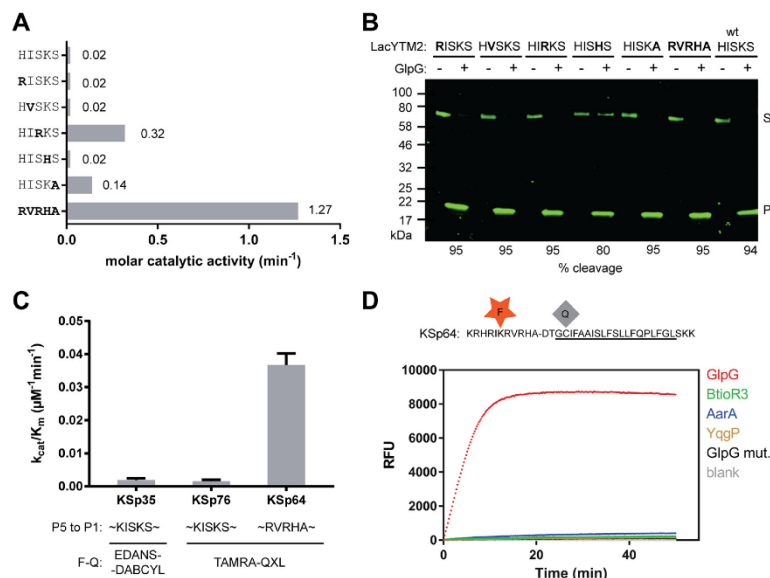 A
HISKS 0.02
RISKS 0.02
HVSKS 0.02
HIRKS 0.32
HISHS 0.02
HISKA 0.14
RVRHA 1.27
0.0 0.5 1.0 1.5
molar catalytic activity (min-1)
B
wt
LacYTM2: RISKS HVSKS HIRKS HISHS HISKA RVRHA HISKS
GlpG: - + - + - + - + - + - + - +
100
80
58
46
32
25
22
17
kDa
S
P
95 95 95 80 95 95 94
% cleavage
C
kcat/Km (µM-1min-1)
0.05
0.04
0.03
0.02
0.01
0.00
KSp35 KSp76 KSp64
P5 to P1: ~KISKS~ ~KISKS~ ~RVRHA~
F-Q: EDANS- -DABCYL TAMRA-QXL
D
F Q
KSp64: KRHRIKRVRHA-DTGCIFAAISLFSLLFQPLFGLSKK
RFU
10000
8000
6000
4000
2000
0
0 20 40
Time (min)
GlpG
BtioR3
AarA
YqgP
GlpG mut.
blank